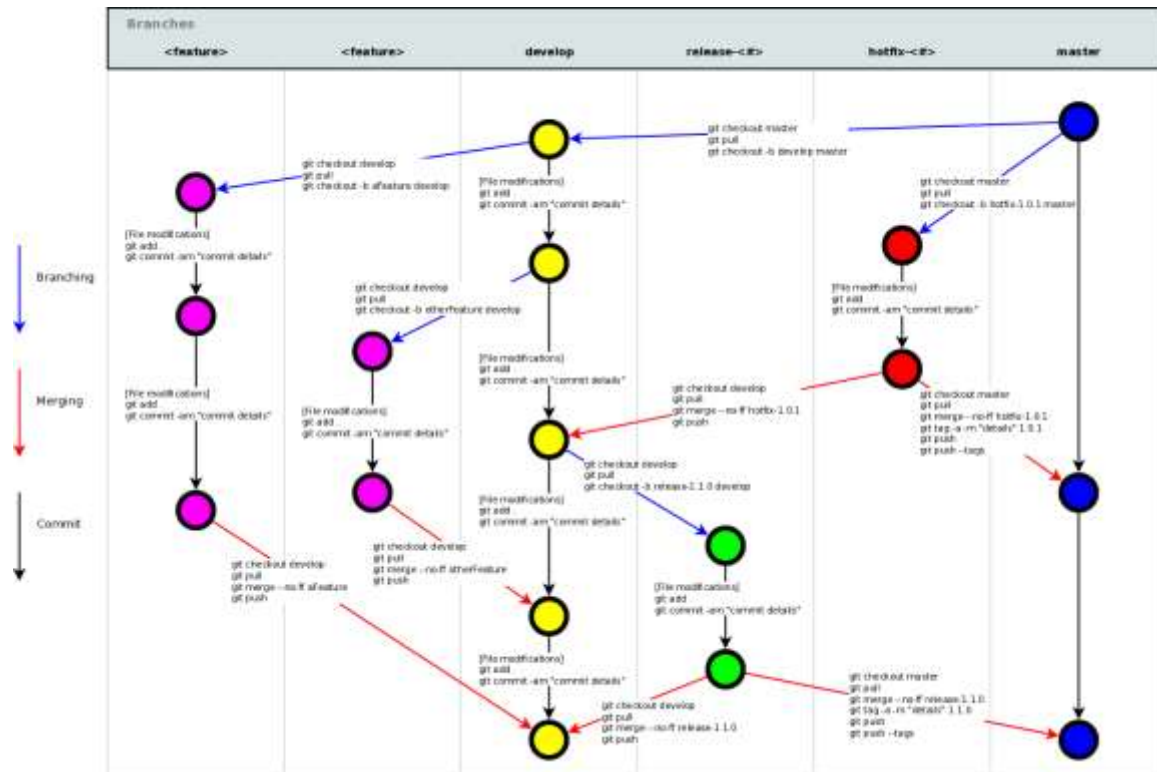 Branches
<feature>
<feature>
develop
release-<#>
hotfix-<#>
master
git checkout master
git pull
git checkout -b develop master
git checkout develop
git pull
git checkout -b afeature develop
[File modifications]
git add
git commit -am "commit details"
git checkout master
git pull
git checkout -b hotfix-1.0.1 master
[File modifications]
git add
git commit -am "commit details"
Branching
git checkout develop
git pull
git checkout -b otherfeature develop
[File modifications]
git add
git commit -am "commit details"
[File modifications]
git add
git commit -am "commit details"
Merging
[File modifications]
git add
git commit -am "commit details"
git checkout develop
git pull
git merge --no-ff hotfix-1.0.1
git push
git checkout master
git pull
git merge --no-ff hotfix-1.0.1
git tag -a -m "details" 1.0.1
git push
git push --tags
[File modifications]
git add
git commit -am "commit details"
git checkout develop
git pull
git checkout -b release-1.1.0 develop
Commit
[File modifications]
git add
git commit -am "commit details"
git checkout develop
git pull
git merge --no-ff otherFeature
git push
git checkout develop
git pull
git merge --no-ff aFeature
git push
[File modifications]
git add
git commit -am "commit details"
[File modifications]
git add
git commit -am "commit details"
git checkout develop
git pull
git merge --no-ff release-1.1.0
git push
git checkout master
git pull
git merge --no-ff release-1.1.0
git tag -a -m "details" 1.1.0
git push
git push --tags